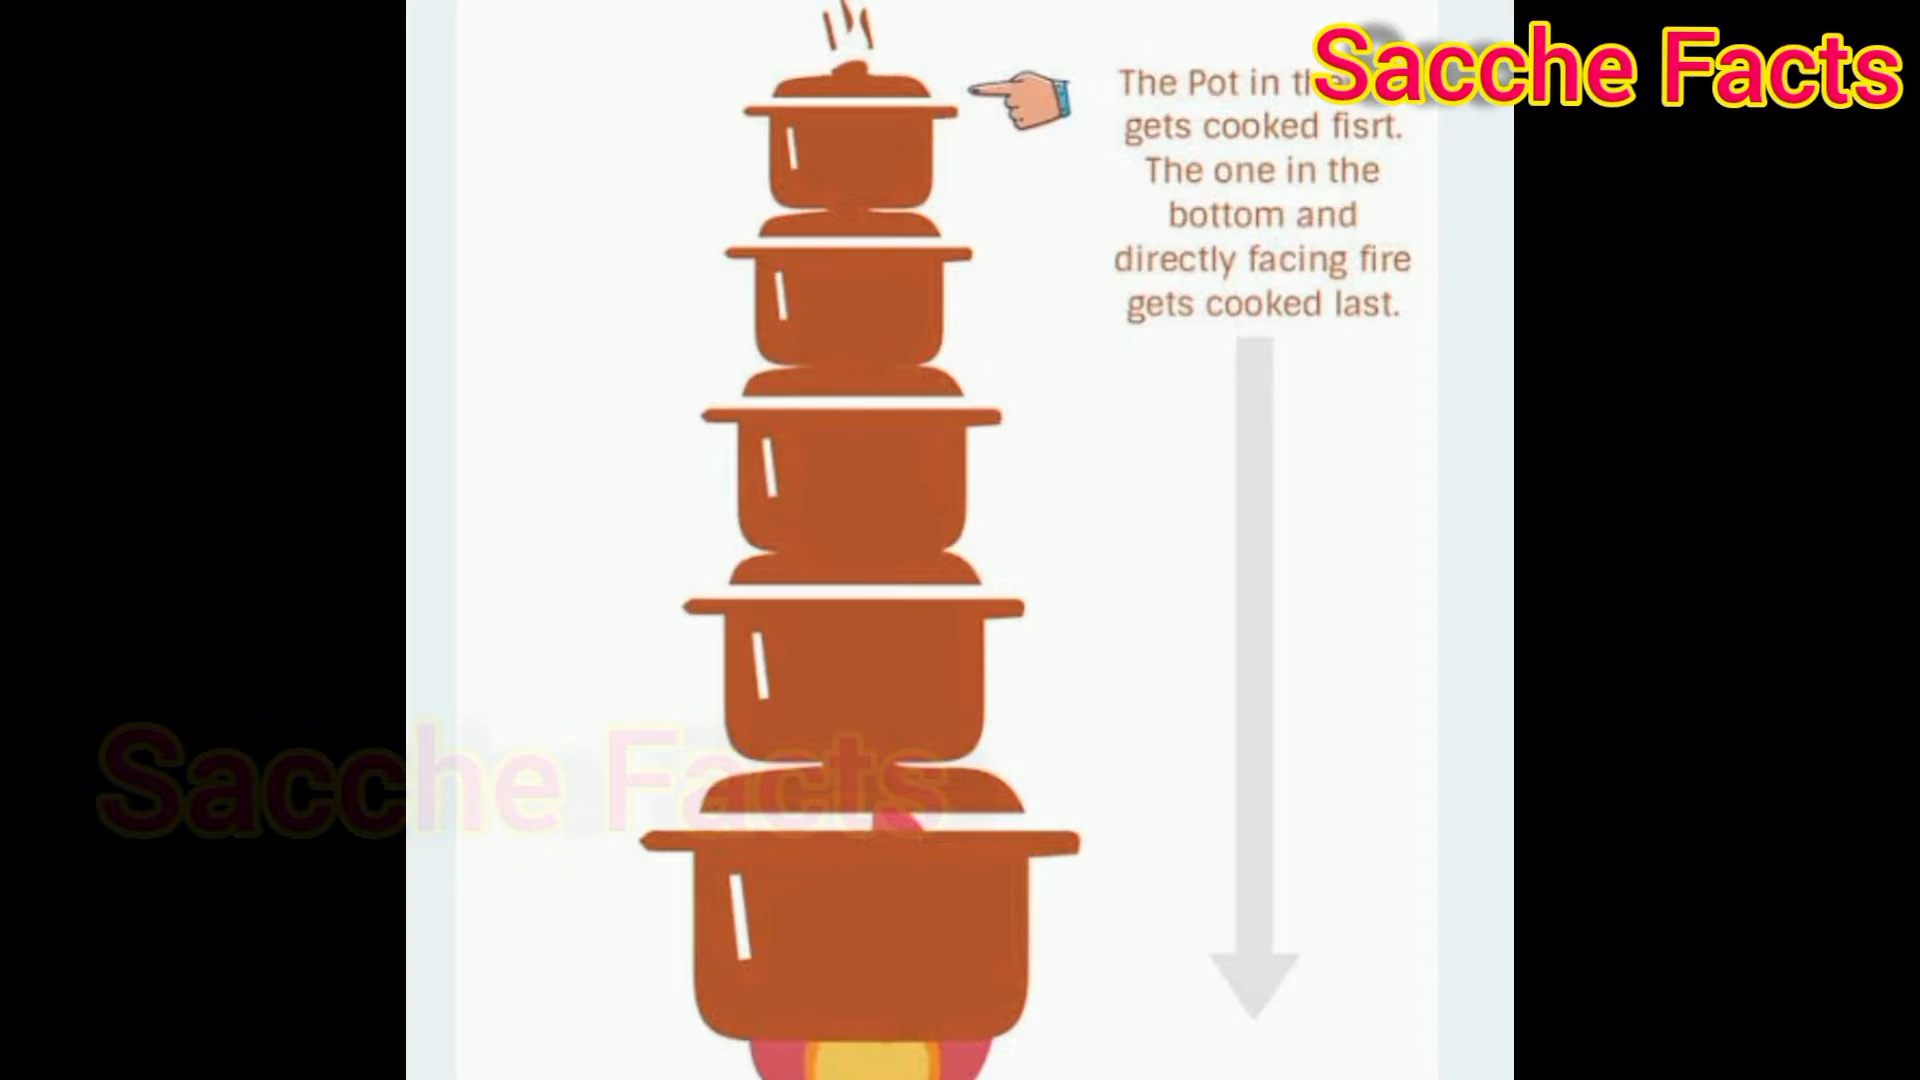 Sacche Facts
The Pot in the
gets cooked fisrt.
The one in the
bottom and
directly facing fire
gets cooked last.
Sacche Facts